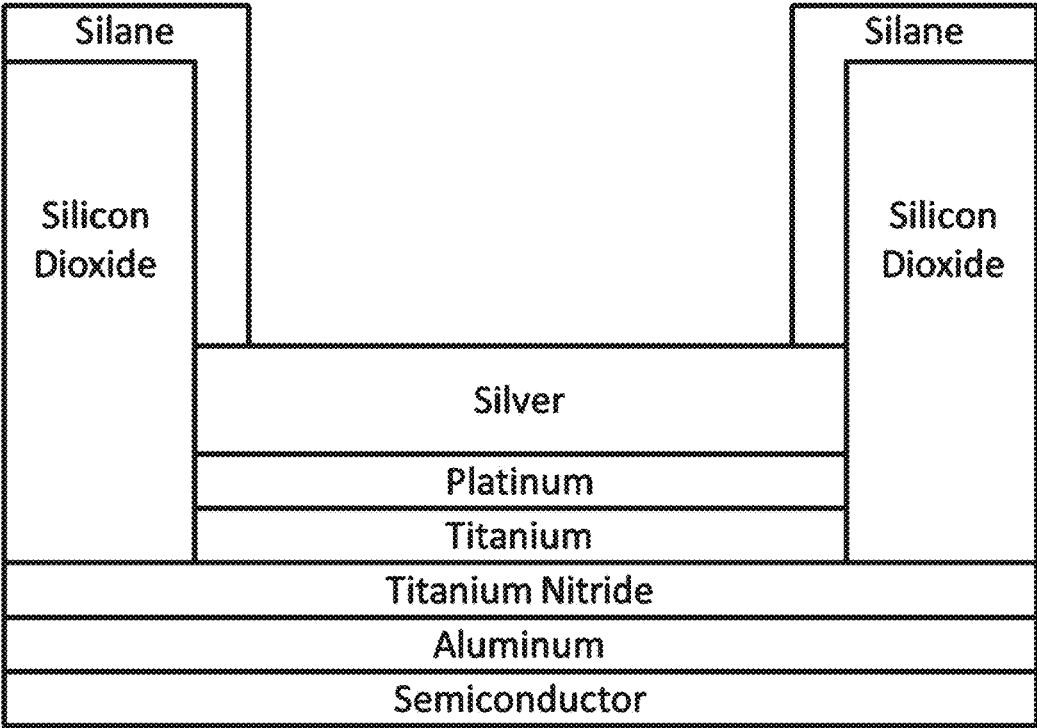 Silane
Silane
Silicon
Dioxide
Silicon
Dioxide
Silver
Platinum
Titanium
Titanium Nitride
Aluminum
Semiconductor